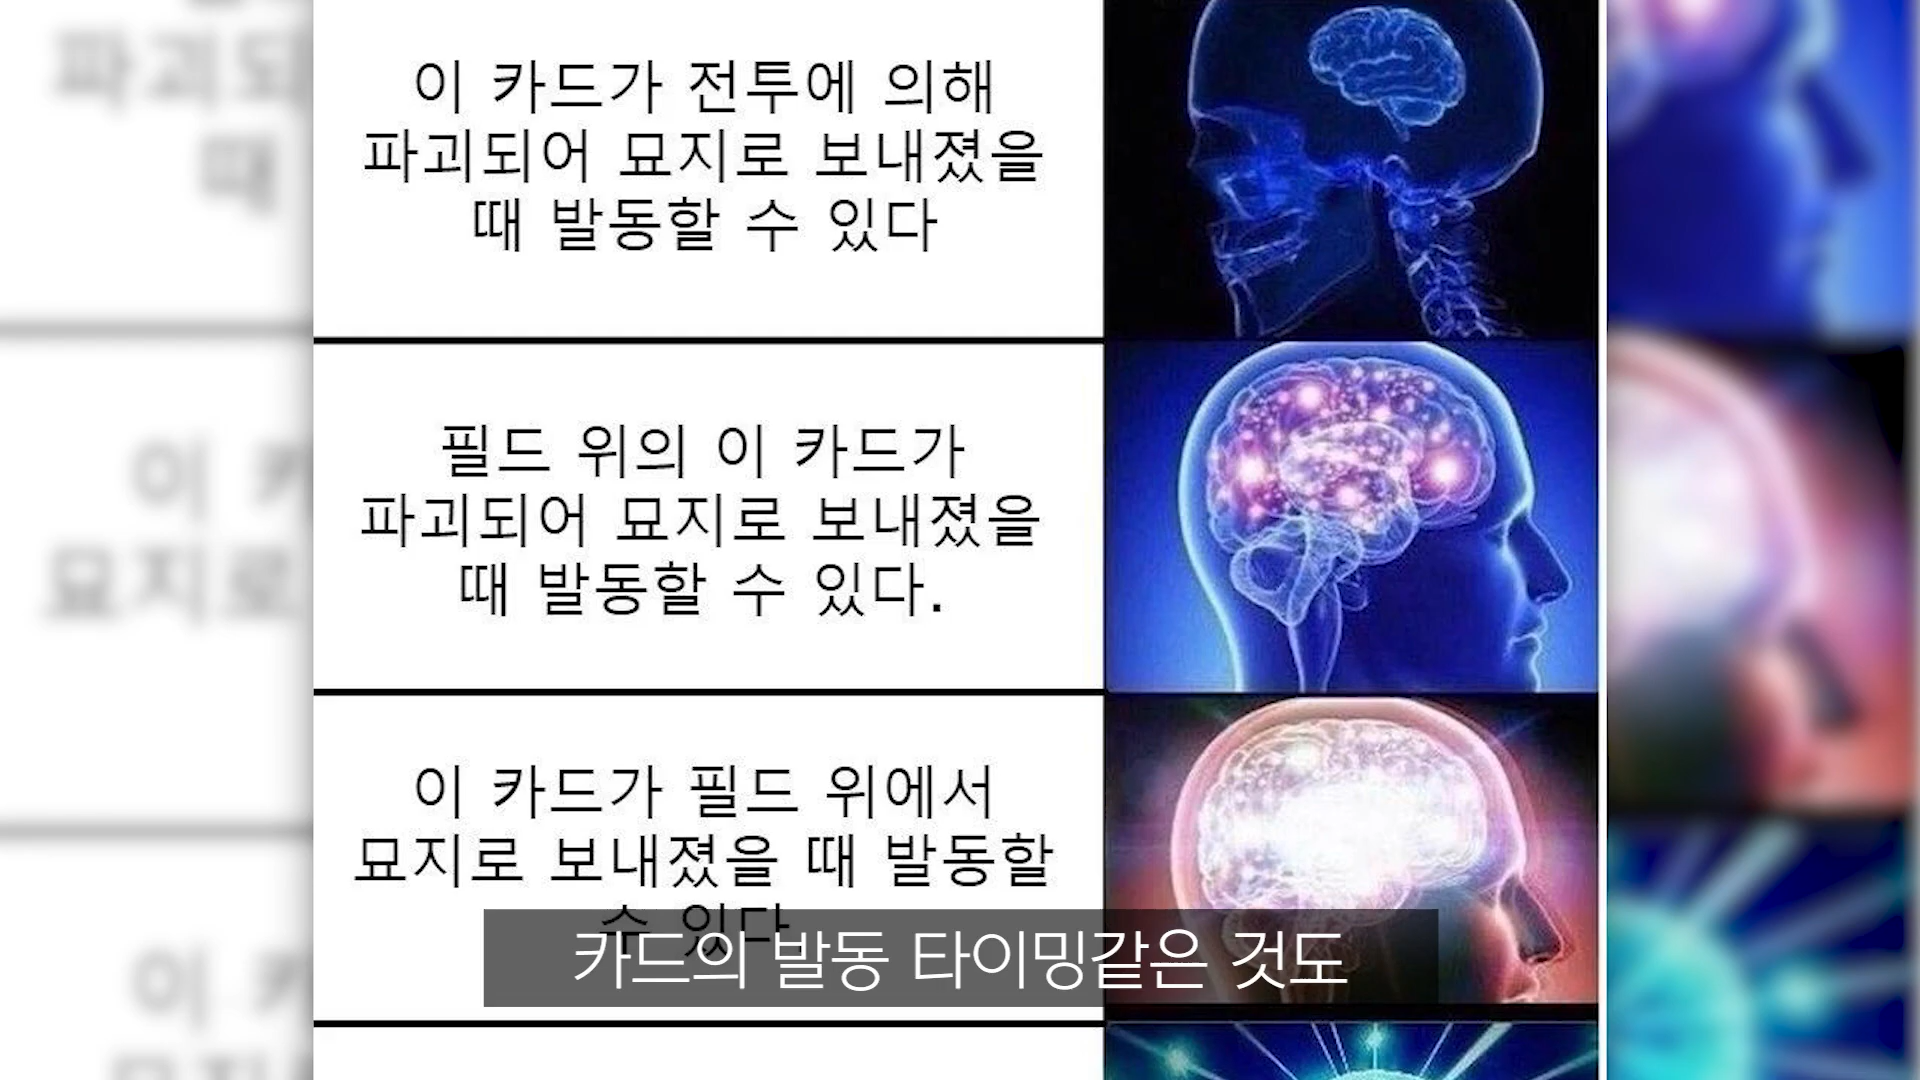 이 카드가 전투에 의해
파괴되어 묘지로 보내졌을
때 발동할 수 있다
필드 위의 이 카드가
파괴되어 묘지로 보내졌을
때 발동할 수 있다.
이 카드가 필드 위에서
묘지로 보내졌을 때 발동할
수 있다.
카드의 발동 타이밍같은 것도